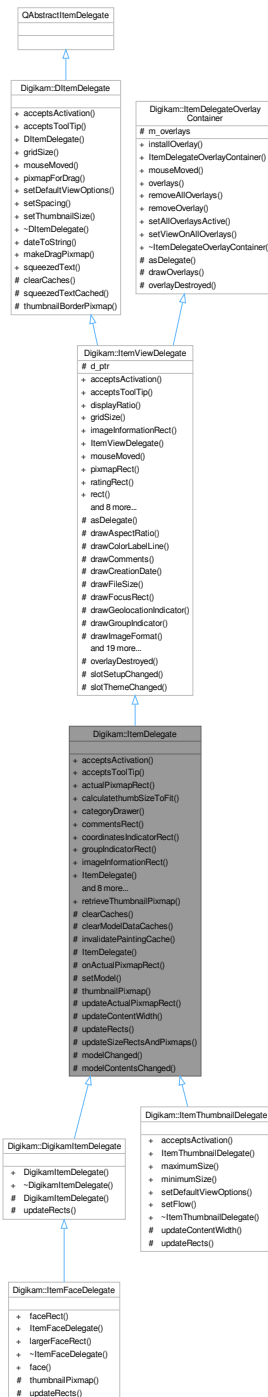 QAbstractItemDelegate
Digikam::DItemDelegate
+ acceptsActivation()
+ acceptsToolTip()
+ DItemDelegate()
+ gridSize()
+ mouseMoved()
+ pixmapForDrag()
+ setDefaultViewOptions()
+ setSpacing()
+ setThumbnailSize()
+ ~DItemDelegate()
+ dateToString()
+ makeDragPixmap()
+ squeezedText()
# clearCaches()
# squeezedTextCached()
# thumbnailBorderPixmap()
Digikam::ItemDelegateOverlay
Container
# m_overlays
+ installOverlay()
+ ItemDelegateOverlayContainer()
+ mouseMoved()
+ overlays()
+ removeAllOverlays()
+ removeOverlay()
+ setAllOverlaysActive()
+ setViewOnAllOverlays()
+ ~ItemDelegateOverlayContainer()
# asDelegate()
# drawOverlays()
# overlayDestroyed()
Digikam::ItemViewDelegate
# d_ptr
+ acceptsActivation()
+ acceptsToolTip()
+ displayRatio()
+ gridSize()
+ imageInformationRect()
+ ItemViewDelegate()
+ mouseMoved()
+ pixmapRect()
+ ratingRect()
+ rect()
and 8 more...
# asDelegate()
# drawAspectRatio()
# drawColorLabelLine()
# drawComments()
# drawCreationDate()
# drawFileSize()
# drawFocusRect()
# drawGeolocationIndicator()
# drawGroupIndicator()
# drawImageFormat()
and 19 more...
# overlayDestroyed()
# slotSetupChanged()
# slotThemeChanged()
Digikam::ItemDelegate
+ acceptsActivation()
+ acceptsToolTip()
+ actualPixmapRect()
+ calculatethumbSizeToFit()
+ categoryDrawer()
+ commentsRect()
+ coordinatesIndicatorRect()
+ groupIndicatorRect()
+ imageInformationRect()
+ ItemDelegate()
and 8 more...
+ retrieveThumbnailPixmap()
# clearCaches()
# clearModelDataCaches()
# invalidatePaintingCache()
# ItemDelegate()
# onActualPixmapRect()
# setModel()
# thumbnailPixmap()
# updateActualPixmapRect()
# updateContentWidth()
# updateRects()
# updateSizeRectsAndPixmaps()
# modelChanged()
# modelContentsChanged()
Digikam::DigikamItemDelegate
+ DigikamItemDelegate()
+ ~DigikamItemDelegate()
# DigikamItemDelegate()
# updateRects()
Digikam::ItemThumbnailDelegate
+ acceptsActivation()
+ ItemThumbnailDelegate()
+ maximumSize()
+ minimumSize()
+ setDefaultViewOptions()
+ setFlow()
+ ~ItemThumbnailDelegate()
# updateContentWidth()
# updateRects()
Digikam::ItemFaceDelegate
+ faceRect()
+ ItemFaceDelegate()
+ largerFaceRect()
+ ~ItemFaceDelegate()
+ face()
# thumbnailPixmap()
# updateRects()